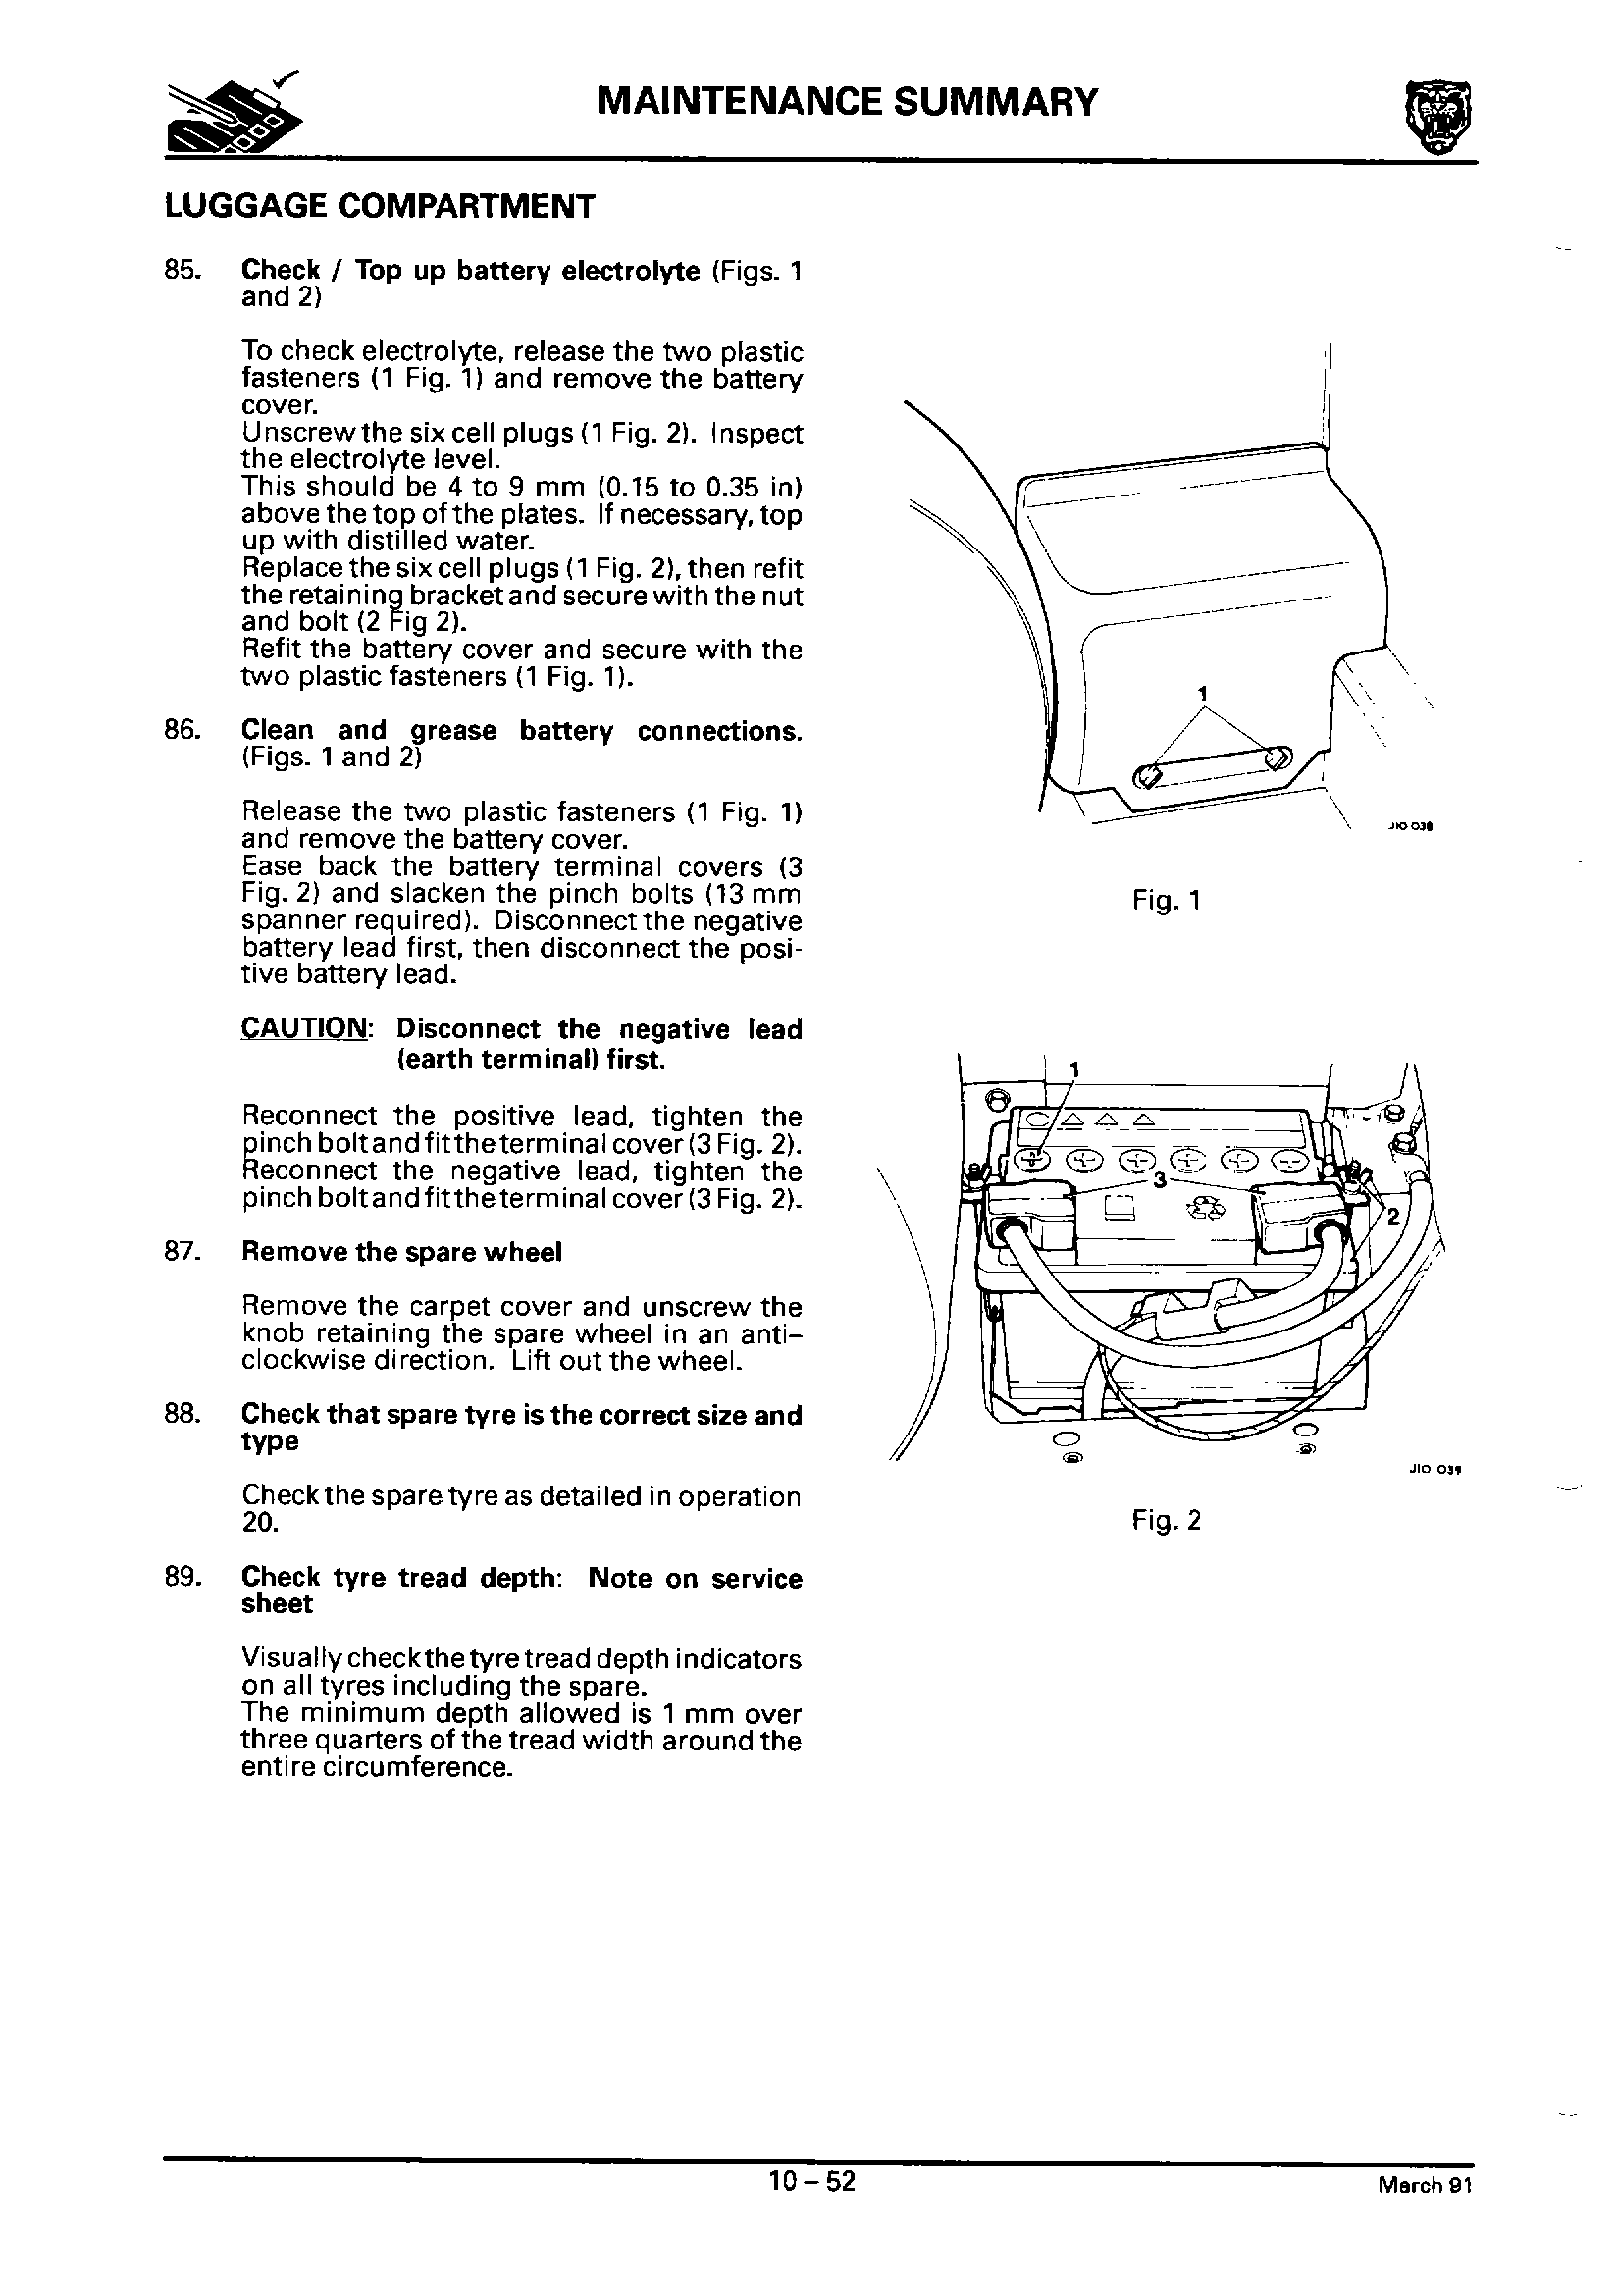 MAINTENANCE SUMMARY
LUGGAGE COMPARTMENT
85. Check / Top up battery electrolyte (Figs. 1
and 2)
To check electrolyte, release the two plastic
fasteners (1 Fig. 1) and remove the battery
cover.
Unscrew the six cell plugs (1 Fig. 2). Inspect
the electrolyte level.
This should be 4 to 9 mm (0.15 to 0.35 in)
above the top of the plates. If necessary, top
up with distilled water.
Replace the six cell plugs (1 Fig. 2), then refit
the retaining bracket and secure with the nut
and bolt (2 Fig 2).
Refit the battery cover and secure with the
two plastic fasteners (1 Fig. 1).
86. Clean and grease battery connections.
(Figs. 1 and 2)
Release the two plastic fasteners (1 Fig. 1)
and remove the battery cover.
Ease back the battery terminal covers (3
Fig. 2) and slacken the pinch bolts (13 mm
spanner required). Disconnect the negative
battery lead first, then disconnect the posi-
tive battery lead.
CAUTION: Disconnect the negative lead
(earth terminal) first.
Reconnect the positive lead, tighten the
pinch bolt and fit the terminal cover (3 Fig. 2).
Reconnect the negative lead, tighten the
pinch bolt and fit the terminal cover (3 Fig. 2).
87. Remove the spare wheel
Remove the carpet cover and unscrew the
knob retaining the spare wheel in an anti-
clockwise direction. Lift out the wheel.
88. Check that spare tyre is the correct size and
type
Check the spare tyre as detailed in operation
20.
89. Check tyre tread depth: Note on service
sheet
Visually check the tyre tread depth indicators
on all tyres including the spare.
The minimum depth allowed is 1 mm over
three quarters of the tread width around the
entire circumference.
1
J10 038
Fig. 1
1
3
2
J10 039
Fig. 2
10 – 52
March 91